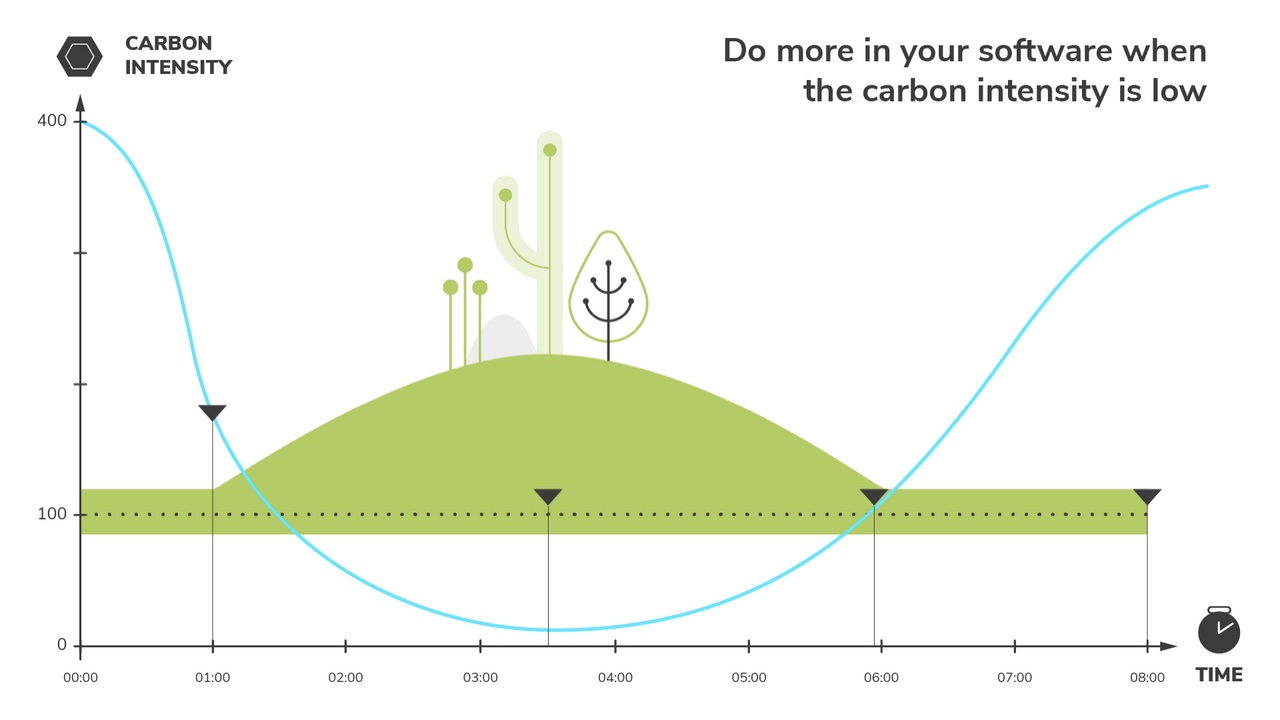 CARBON
INTENSITY
Do more in your software when
the carbon intensity is low
400
100
0
00:00 01:00 02:00 03:00 04:00 05:00 06:00 07:00 08:00
TIME